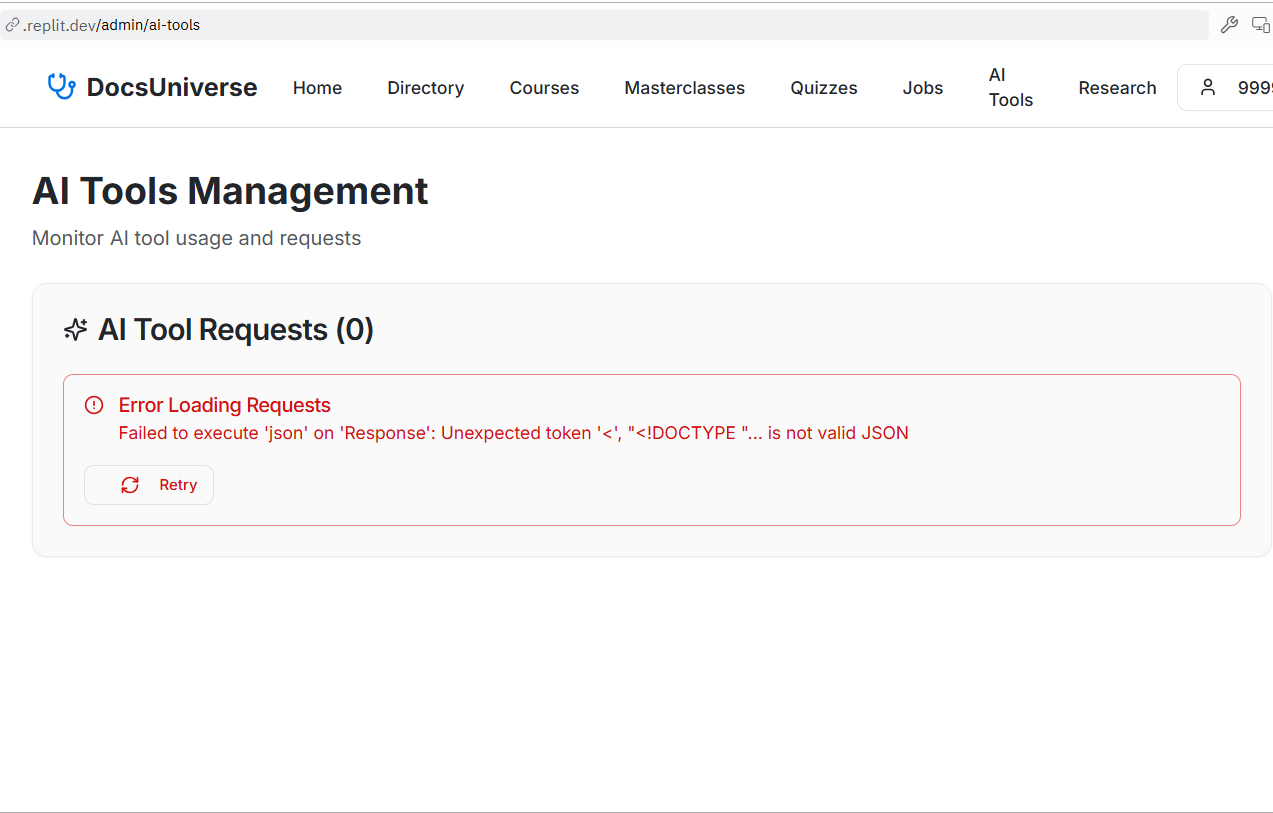 .replit.dev/admin/ai-tools
DocsUniverse Home Directory Courses Masterclasses Quizzes Jobs AI Tools Research 999
AI Tools Management
Monitor AI tool usage and requests
AI Tool Requests (0)
Error Loading Requests
Failed to execute 'json' on 'Response': Unexpected token '<', "<!DOCTYPE "... is not valid JSON
Retry